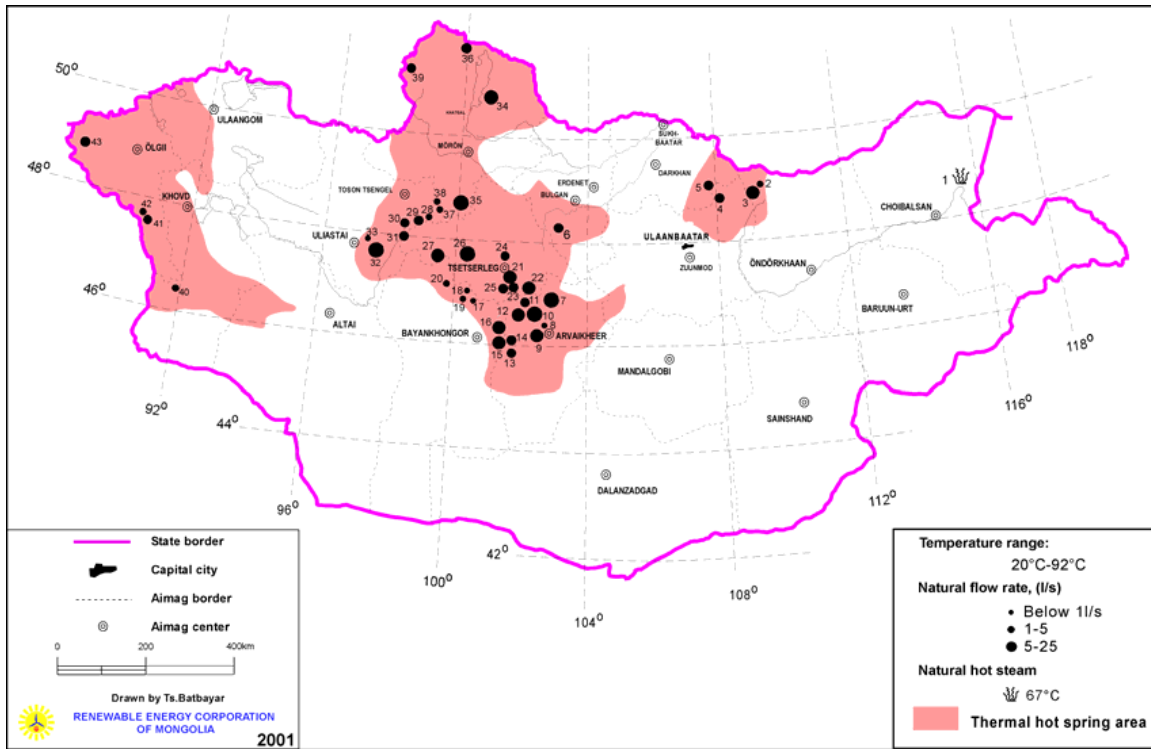 36
39
50°
34
KHATGAL
ULAANGOM
SUKH-
BAATAR
43
ÖLGII
MÖRÖN
DARKHAN
48°
ERDENET
BULGAN
5
2
3
4
1
TOSON TSENGEL
38
35
KHOVD
42
41
30
29
28
37
CHOIBALSAN
6
33
31
ULIASTAI
32
27
26
24
ULAANBAATAR
ZUUNMOD
ÖNDÖRKHAAN
TSETSERLEG
21
46°
40
20
25
22
23
18
19
17
11
7
BARUUN-URT
ALTAI
12
10
16
8
BAYANKHONGOR
14
ARVAIKHEER
15
9
13
118°
MANDALGOBI
92°
44°
SAINSHAND
116°
DALANZADGAD
96°
112°
42°
100°
108°
104°
State border
Capital city
Aimag border
Aimag center
0 200 400km
Drawn by Ts.Batbayar
RENEWABLE ENERGY CORPORATION
OF MONGOLIA
2001
Temperature range:
20°C-92°C
Natural flow rate, (l/s)
Below 1l/s
1-5
5-25
Natural hot steam
67°C
Thermal hot spring area